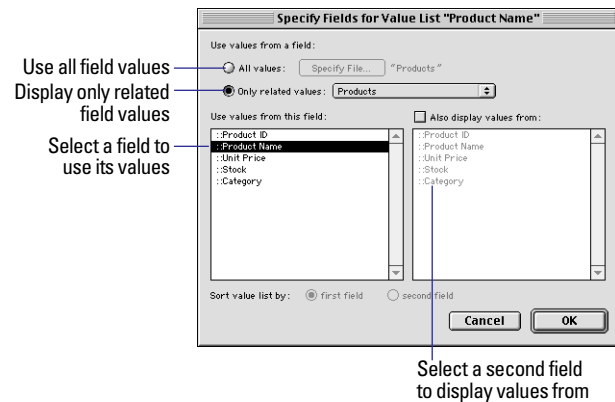 Specify Fields for Value List "Product Name"
Use values from a field:
Use all field values
All values: Specify File... "Products"
Display only related
field values
Only related values: Products
Use values from this field:
Also display values from:
Select a field to
use its values
::Product ID
::Product Name
::Unit Price
::Stock
::Category
::Product ID
::Product Name
::Unit Price
::Stock
::Category
Sort value list by: first field second field
Cancel OK
Select a second field
to display values from